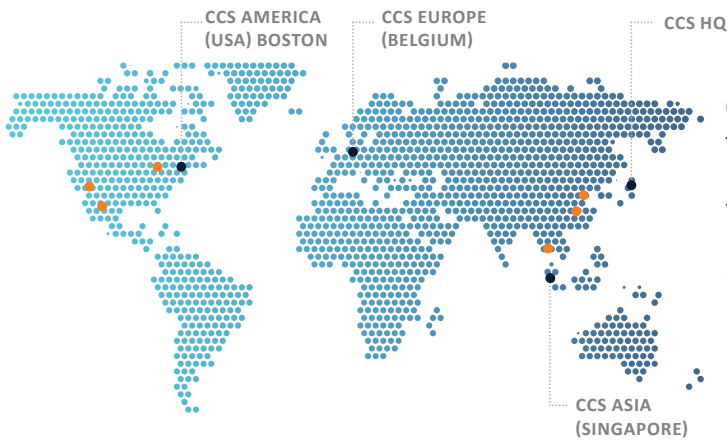 CCS AMERICA
(USA) BOSTON
CCS EUROPE
(BELGIUM)
CCS HQ
CCS ASIA
(SINGAPORE)